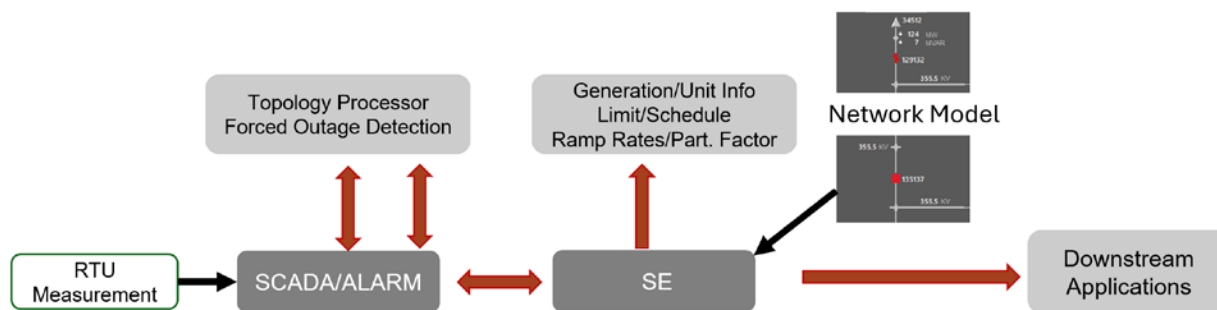 34512
124 MW
7 MVAR
129132
355.5 KV
Topology Processor
Forced Outage Detection
Generation/Unit Info
Limit/Schedule
Ramp Rates/Part. Factor
Network Model
355.5 KV
135137
355.5 KV
RTU
Measurement
SCADA/ALARM
SE
Downstream
Applications